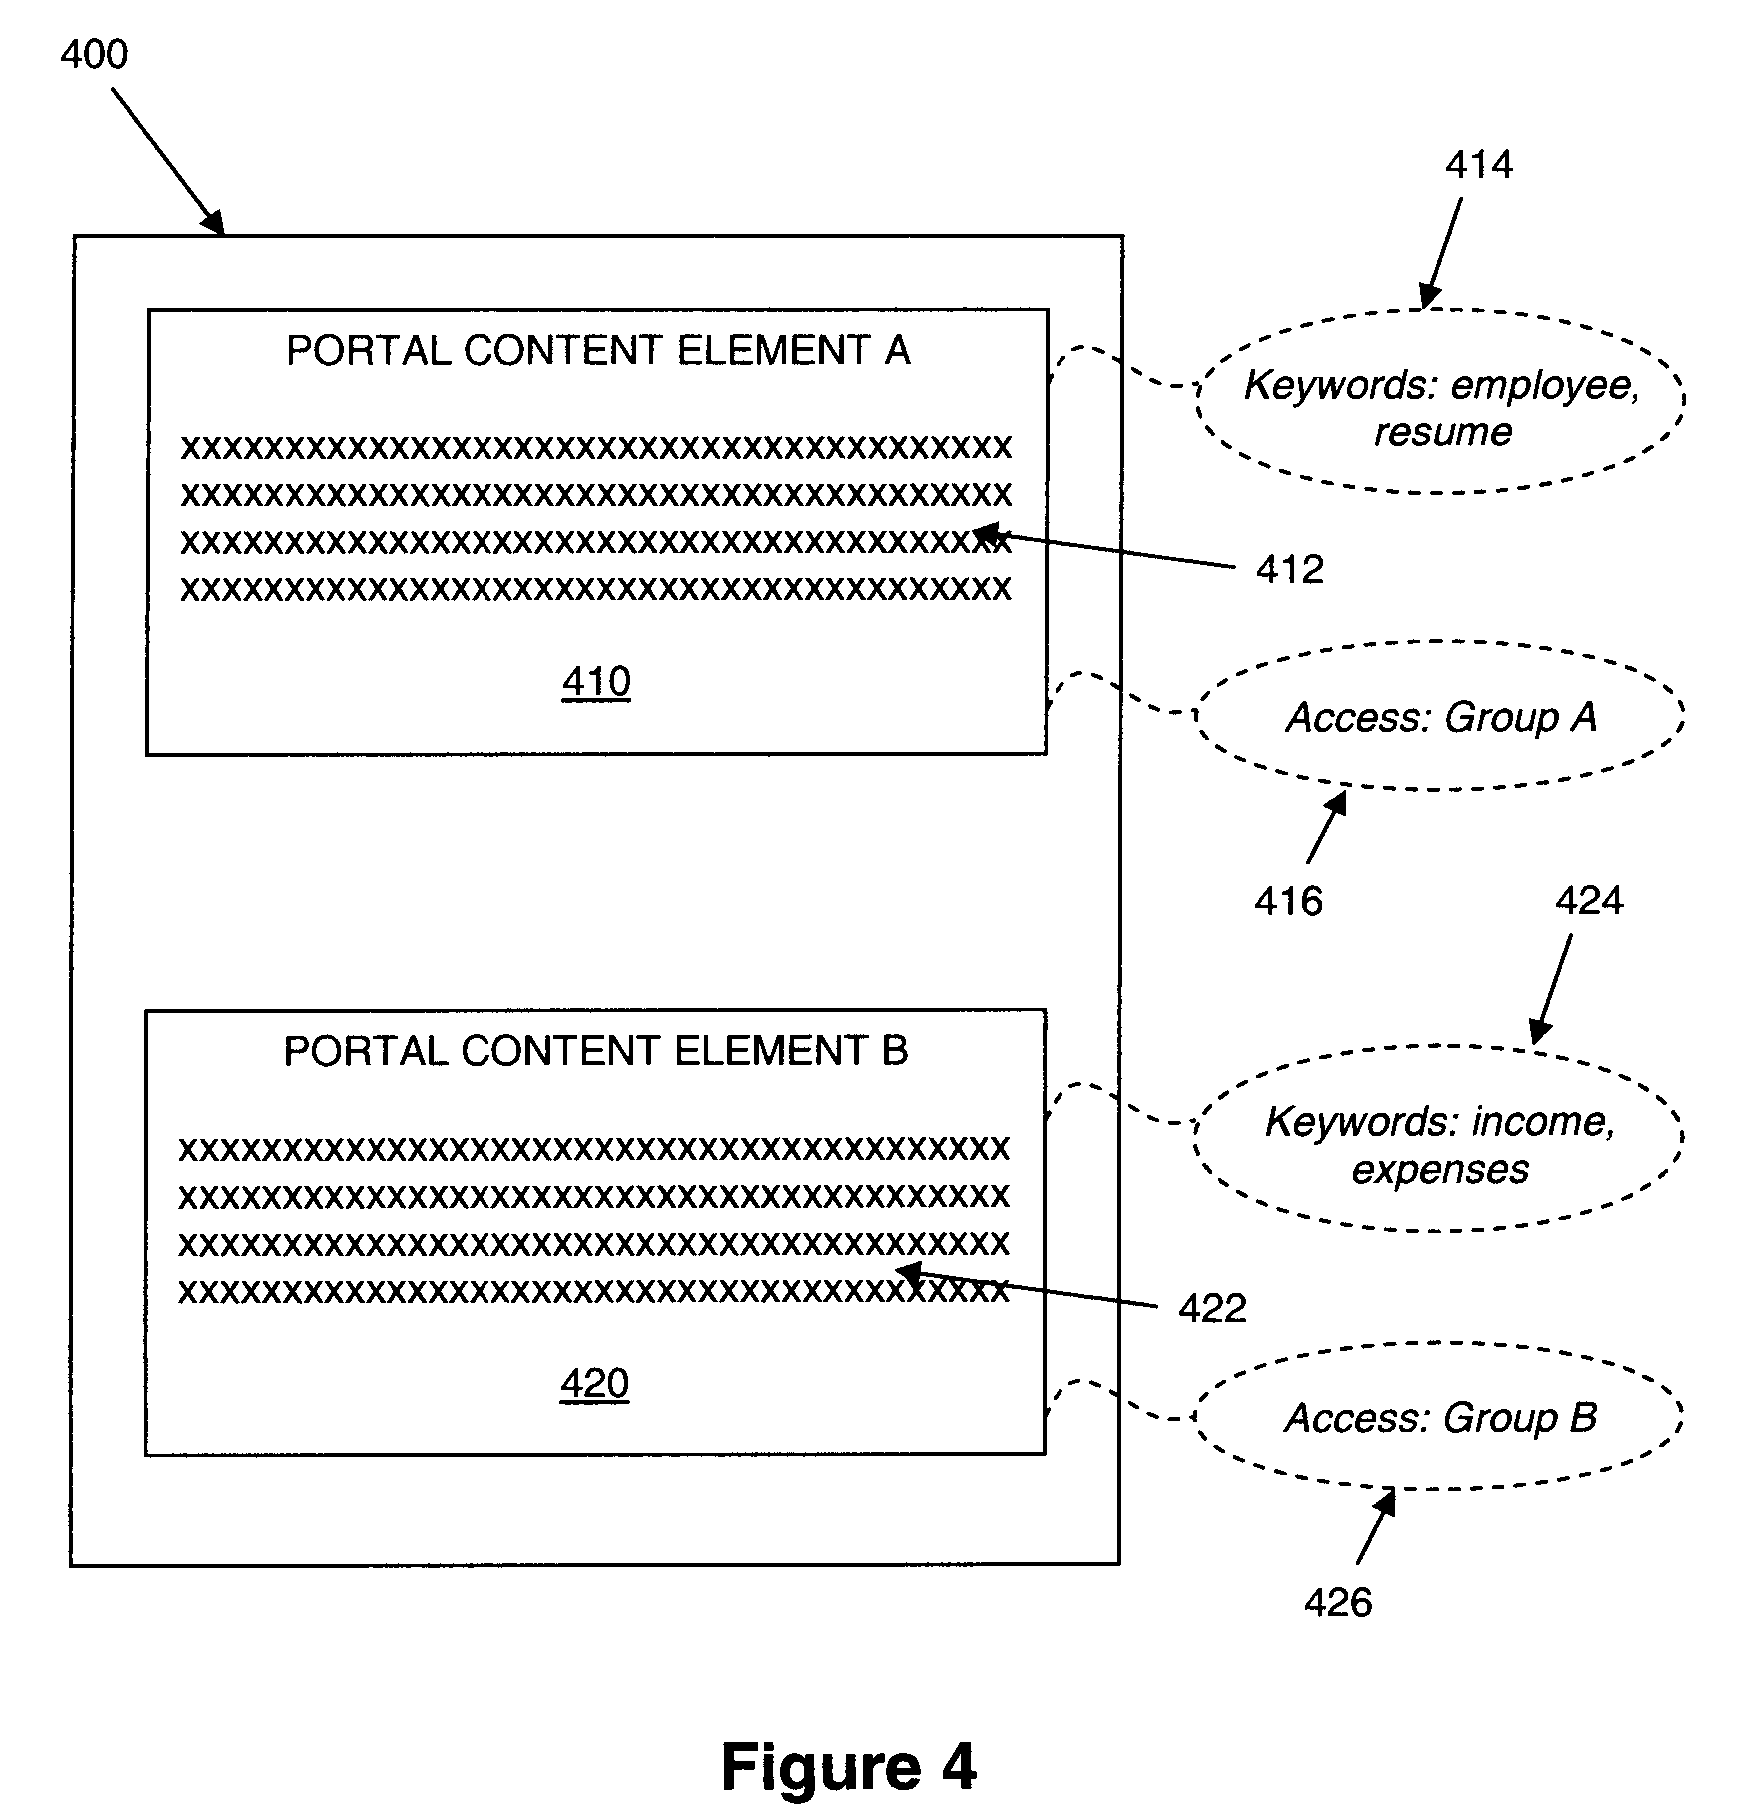 400
414
PORTAL CONTENT ELEMENT A
Keywords: employee,
resume
XXXXXXXXXXXXXXXXXXXXXXXXXXXXXXXXXXXXXXXX
XXXXXXXXXXXXXXXXXXXXXXXXXXXXXXXXXXXXXXXX
XXXXXXXXXXXXXXXXXXXXXXXXXXXXXXXXXXXXXXXX
XXXXXXXXXXXXXXXXXXXXXXXXXXXXXXXXXXXXXXXX
412
410
Access: Group A
416
424
PORTAL CONTENT ELEMENT B
Keywords: income,
expenses
XXXXXXXXXXXXXXXXXXXXXXXXXXXXXXXXXXXXXXXX
XXXXXXXXXXXXXXXXXXXXXXXXXXXXXXXXXXXXXXXX
XXXXXXXXXXXXXXXXXXXXXXXXXXXXXXXXXXXXXXXX
XXXXXXXXXXXXXXXXXXXXXXXXXXXXXXXXXXXXXXXX
422
420
Access: Group B
426
Figure 4